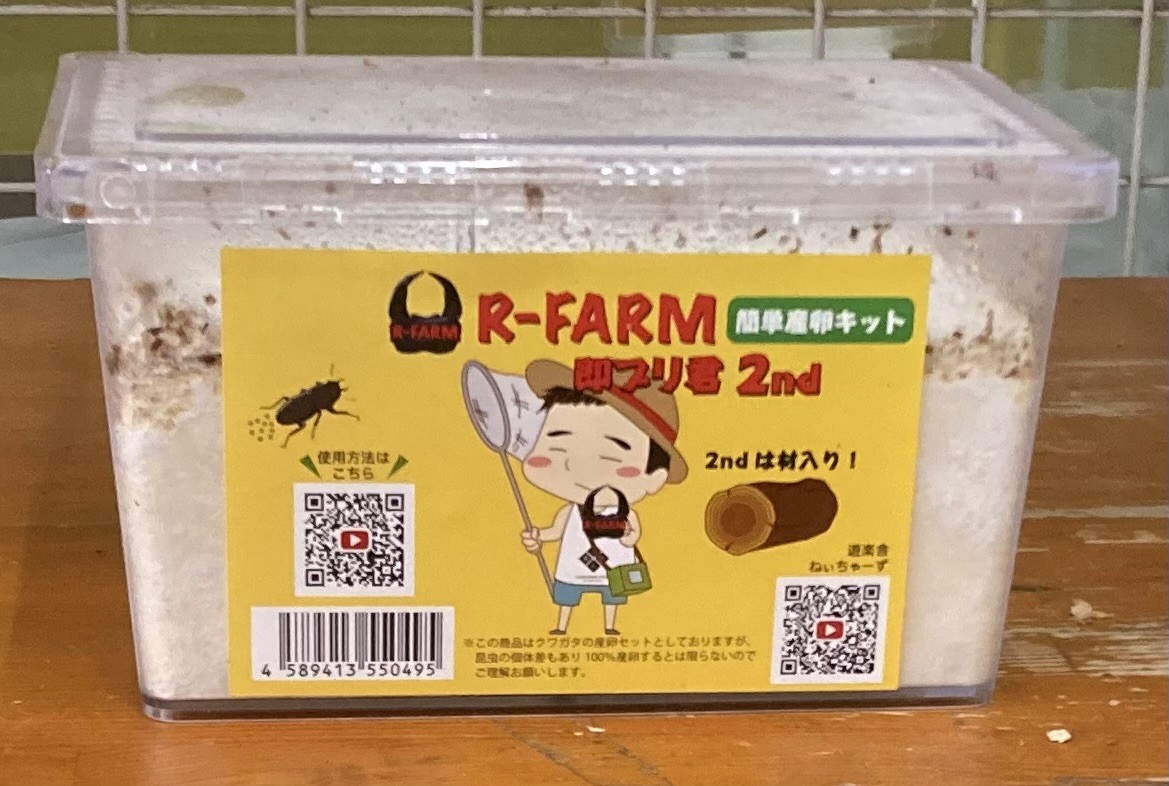 R-FARM
R-FARM
簡単産卵キット
即ブリ君 2nd
使用方法は
こちら
2nd は材入り！
R-FARM
遊楽舎
ねぃちゃーず
4 589413 550495
※この商品はクワガタの産卵セットとしておりますが、
昆虫の個体差もあり100%産卵するとは限らないので
ご理解お願いします。